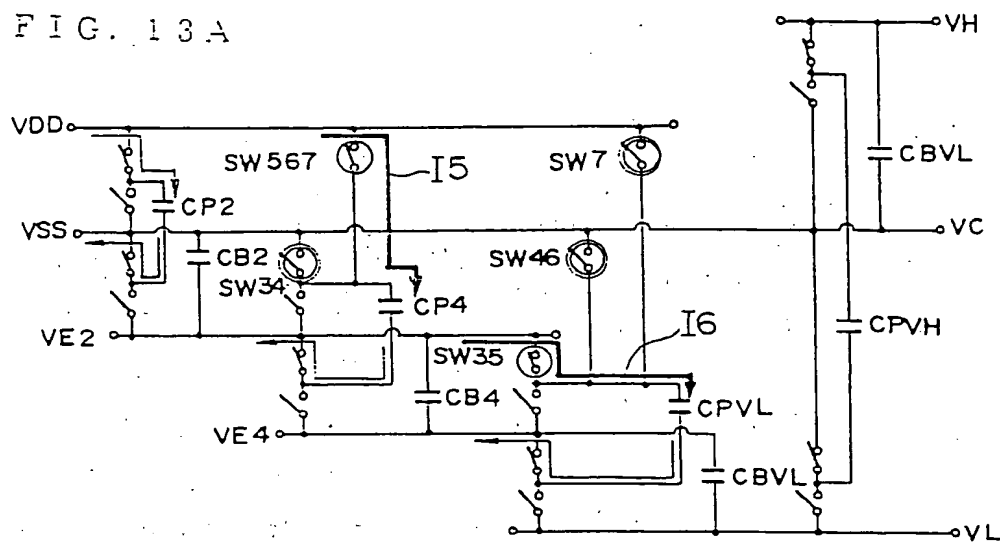 FIG. 13A
VH
VDD
SW567
I5
SW7
CBVL
CP2
VSS
VC
CB2
SW34
SW46
CP4
CPVH
VE2
SW35
I6
CB4
CPVL
VE4
CBVL
VL